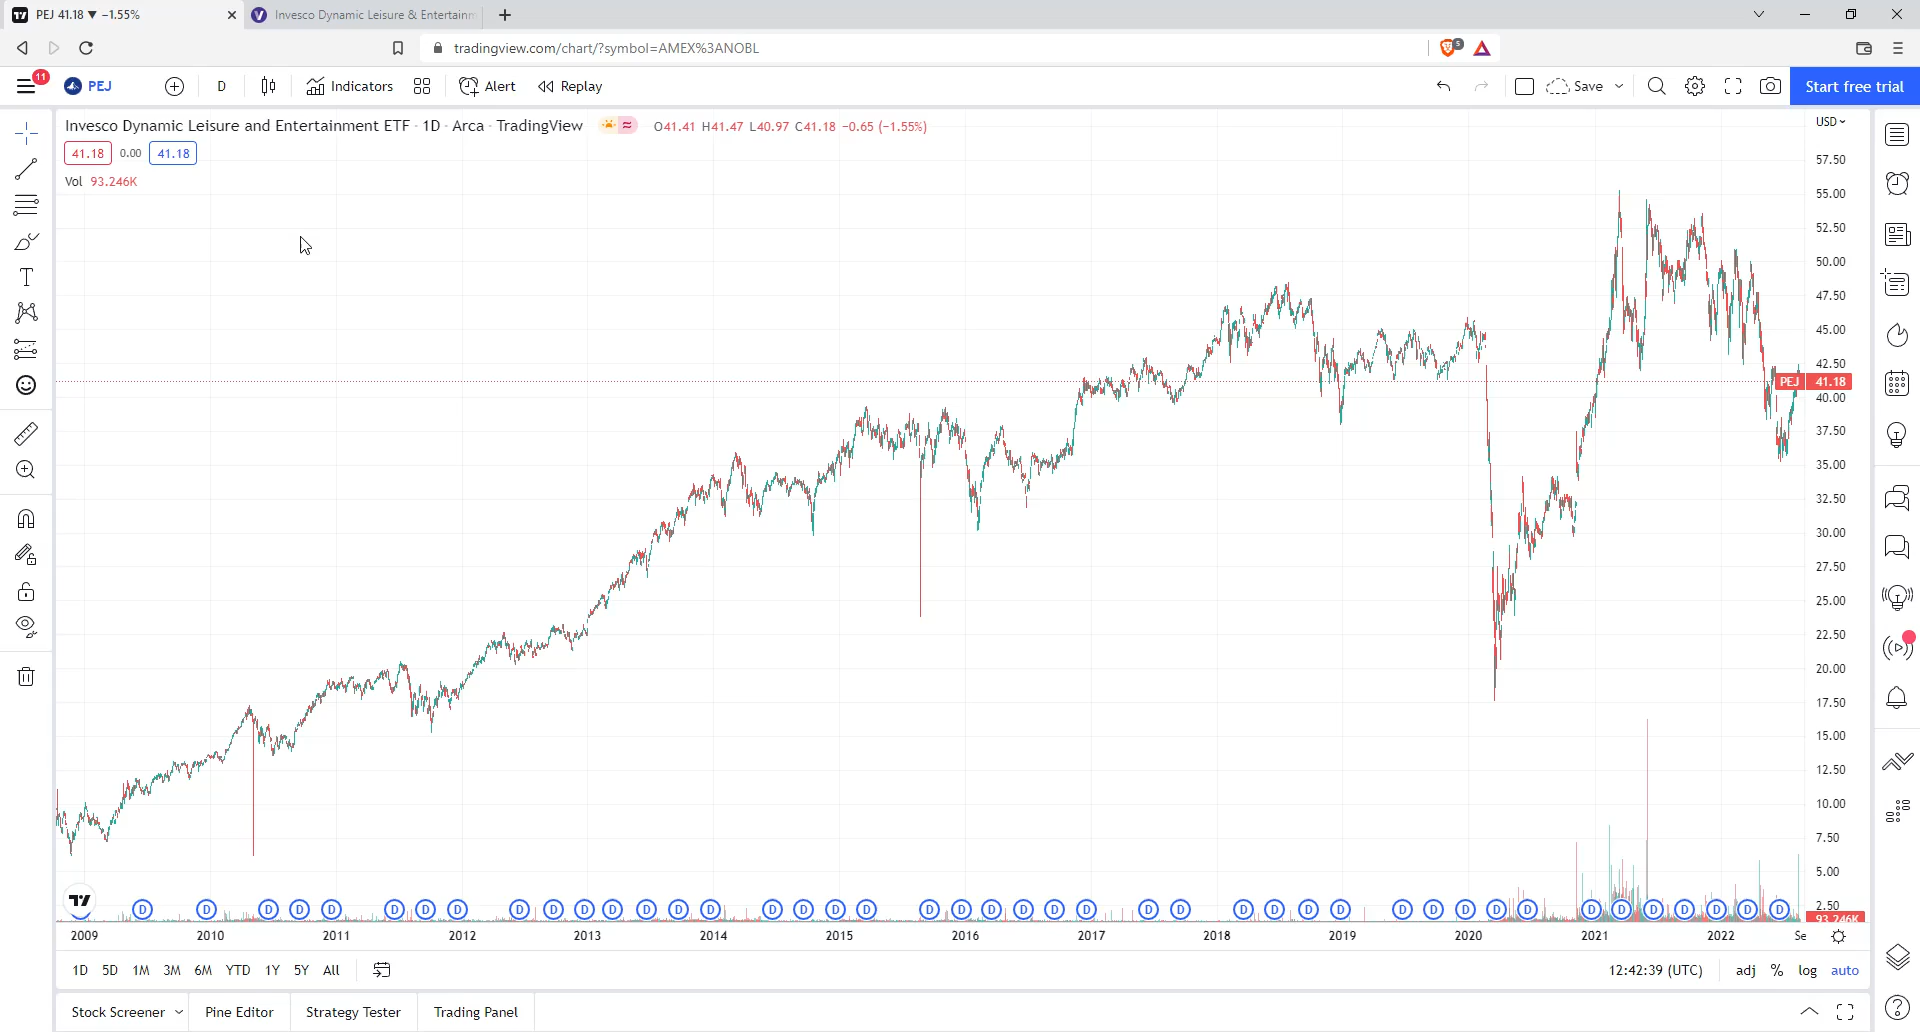 PEJ 41.18 ▼ −1.55%
Invesco Dynamic Leisure & Entertainm
tradingview.com/chart/?symbol=AMEX%3ANOBL
5
11
PEJ
D
Indicators
Alert
Replay
Save
Start free trial
Invesco Dynamic Leisure and Entertainment ETF · 1D · Arca · TradingView
O41.41 H41.47 L40.97 C41.18 −0.65 (−1.55%)
USD
41.18 0.00 41.18
Vol 93.246K
57.50
55.00
52.50
50.00
47.50
45.00
42.50
PEJ 41.18
40.00
37.50
35.00
32.50
30.00
27.50
25.00
22.50
20.00
17.50
15.00
12.50
10.00
7.50
5.00
2.50
93.246K
D D D D D D D D D D D D D D D D D D D D D D D D D D D D D D D D D D D D D D D D D D D D D
2009 2010 2011 2012 2013 2014 2015 2016 2017 2018 2019 2020 2021 2022 Se
1D 5D 1M 3M 6M YTD 1Y 5Y All
12:42:39 (UTC) adj % log auto
Stock Screener Pine Editor Strategy Tester Trading Panel